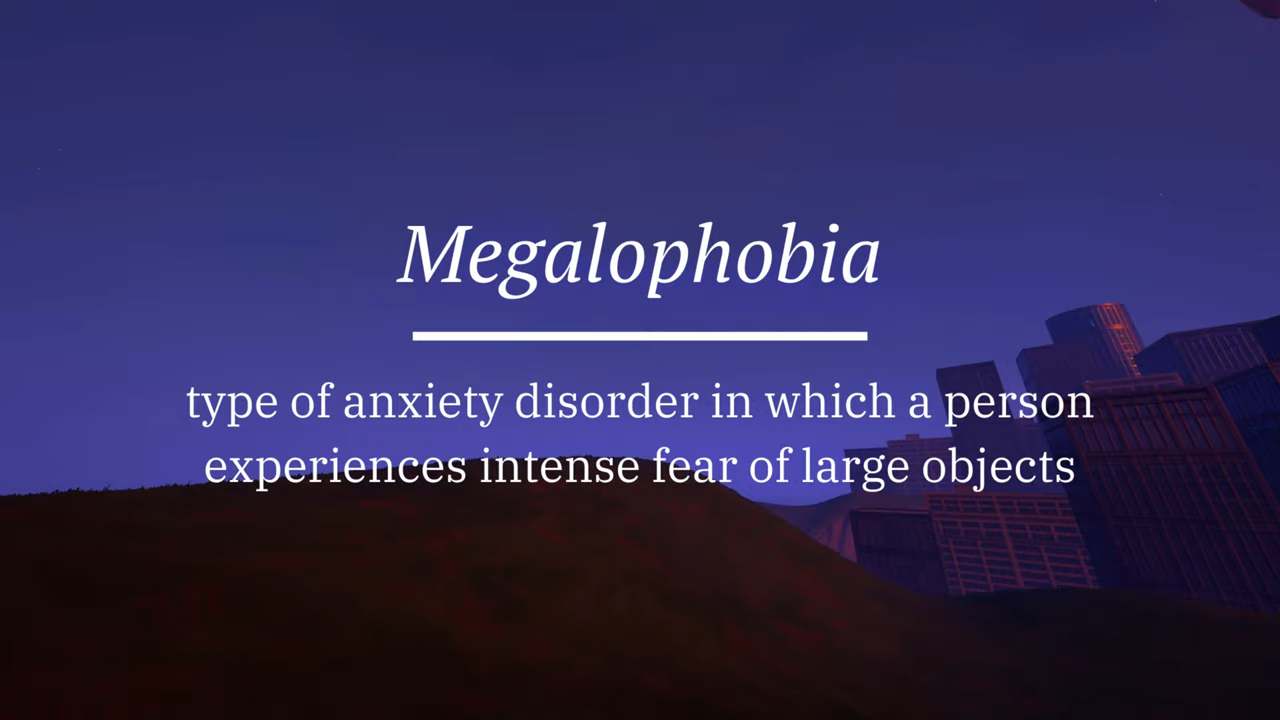 Megalophobia
type of anxiety disorder in which a person
experiences intense fear of large objects